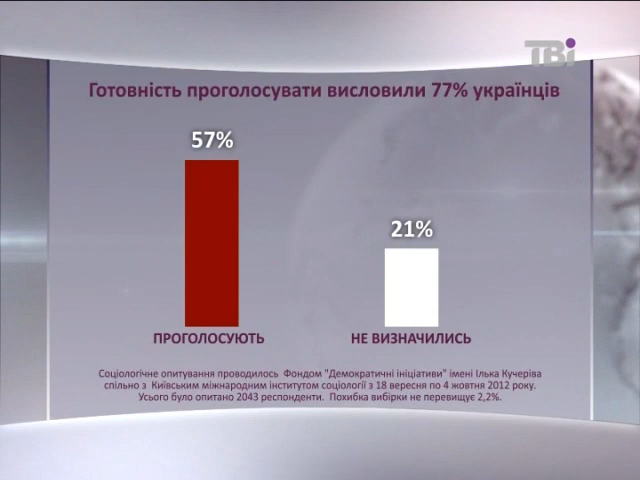 ТВі
Готовність проголосувати висловили 77% українців
57%
21%
ПРОГОЛОСУЮТЬ
НЕ ВИЗНАЧИЛИСЬ
Соціологічне опитування проводилось Фондом "Демократичні ініціативи" імені Ілька Кучеріва
спільно з Київським міжнародним інститутом соціології з 18 вересня по 4 жовтня 2012 року.
Усього було опитано 2043 респонденти. Похибка вибірки не перевищує 2,2%.